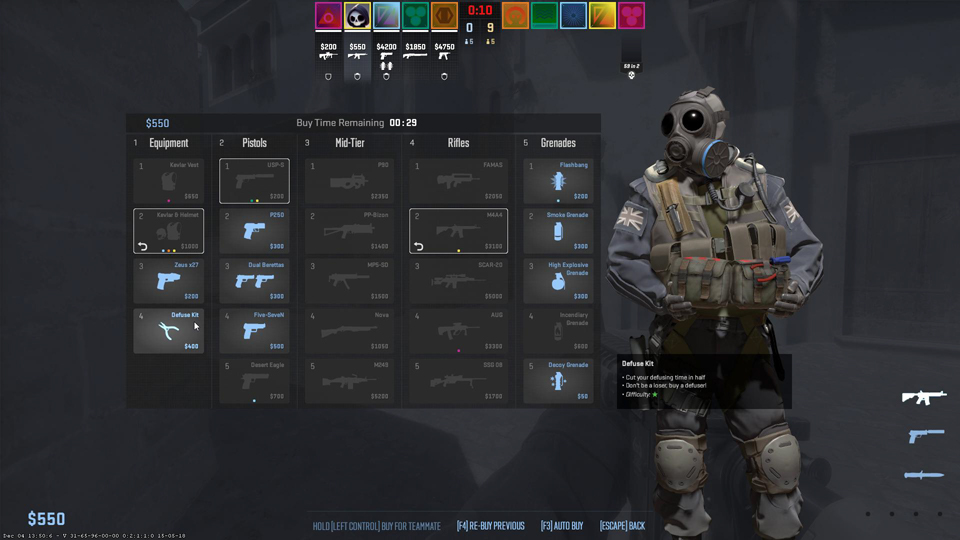 0:10
0 9
5 5
$200 $550 $4200 $1850 $4750
59 in 2
$550 Buy Time Remaining 00:29
1 Equipment 2 Pistols 3 Mid-Tier 4 Rifles 5 Grenades
1 Kevlar Vest $650
2 Kevlar & Helmet $1000
3 Zeus x27 $200
4 Defuse Kit $400
1 USP-S $200
2 P250 $300
3 Dual Berettas $300
4 Five-SeveN $500
5 Desert Eagle $700
1 P90 $2350
2 PP-Bizon $1400
3 MP5-SD $1500
4 Nova $1050
5 M249 $5200
1 FAMAS
2 M4A4 $3100
3 SCAR-20 $5000
4 AUG $3300
5 SSG 08 $1700
1 Flashbang $200
2 Smoke Grenade $300
3 High Explosive Grenade $300
4 Incendiary Grenade
5 Decoy Grenade $50
Defuse Kit
• Cut your defusing time in half
• Don't be a loser, buy a defuser!
• Difficulty: ★
$550
HOLD [LEFT CONTROL] BUY FOR TEAMMATE [F4] RE-BUY PREVIOUS [F3] AUTO BUY [ESCAPE] BACK